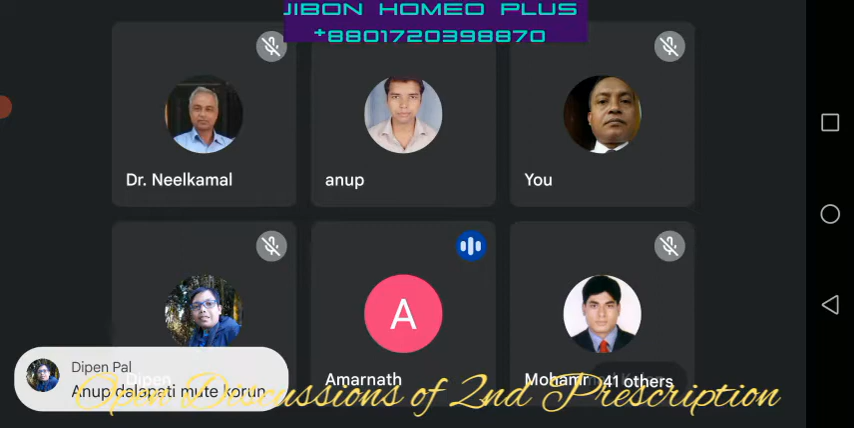 JIBON HOMEO PLUS
+8801720398870
Dr. Neelkamal
anup
You
Dipen Pal
Anup dalapati mute korun
Dipen
A
Amarnath
41 others
Open Discussions of 2nd Prescription